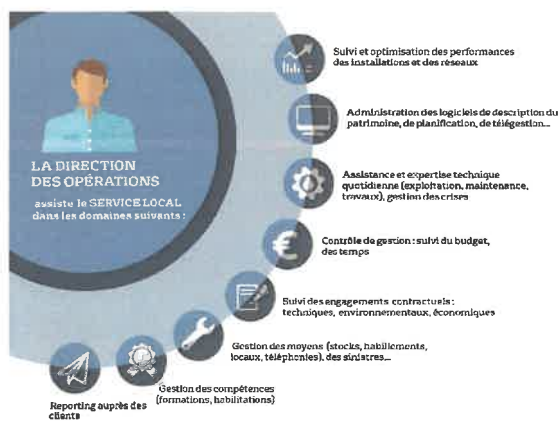 LA DIRECTION
DES OPÉRATIONS
assiste le SERVICE LOCAL
dans les domaines suivants :
Suivi et optimisation des performances
des installations et des réseaux
Administration des logiciels de description du
patrimoine, de planification, de télégestion...
Assistance et expertise technique
quotidienne (exploitation, maintenance,
travaux), gestion des crises
Contrôle de gestion : suivi du budget,
des temps
Suivi des engagements contractuels :
techniques, environnementaux, économiques
Gestion des moyens (stocks, habillements,
locaux, téléphonies), des sinistres...
Gestion des compétences
(formations, habilitations)
Reporting auprès des
clients